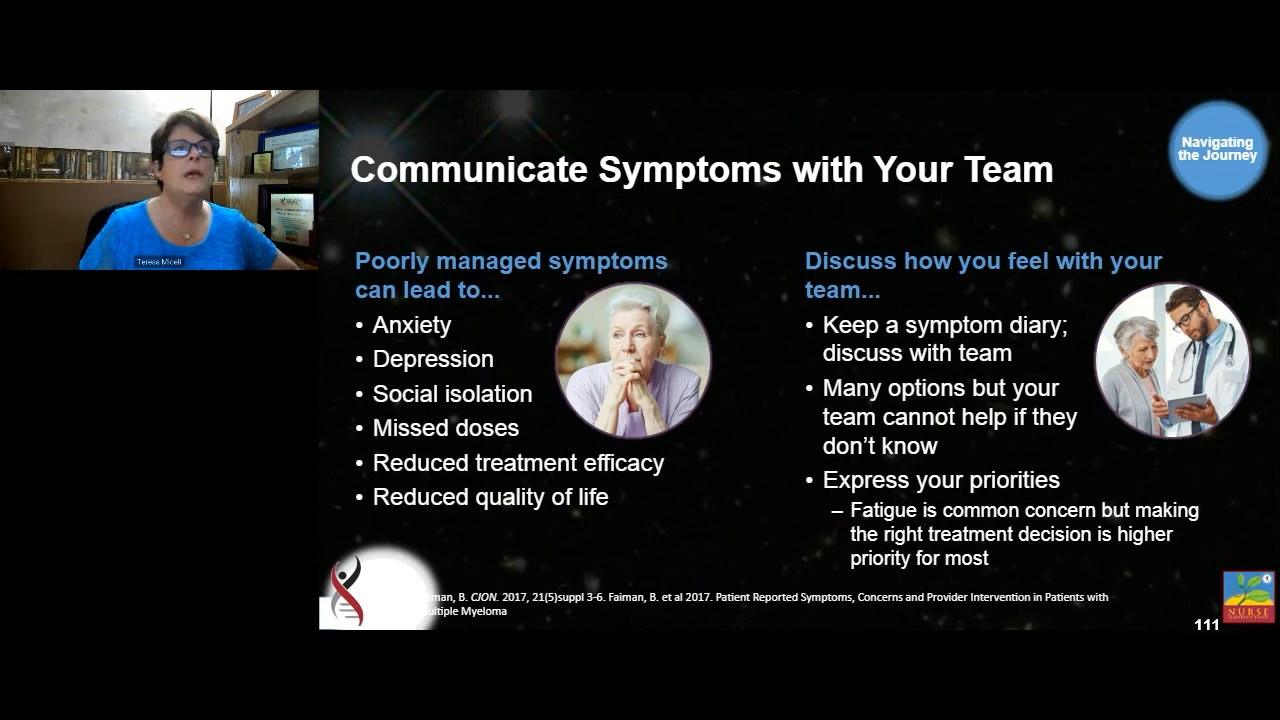 Navigating
the Journey
Communicate Symptoms with Your Team
Teresa Miceli
Poorly managed symptoms
can lead to...
• Anxiety
• Depression
• Social isolation
• Missed doses
• Reduced treatment efficacy
• Reduced quality of life
Discuss how you feel with your
team...
• Keep a symptom diary;
discuss with team
• Many options but your
team cannot help if they
don’t know
• Express your priorities
– Fatigue is common concern but making
the right treatment decision is higher
priority for most
B. CJON. 2017, 21(5)suppl 3-6. Faiman, B. et al 2017. Patient Reported Symptoms, Concerns and Provider Intervention in Patients with
Myeloma
NURSE
111